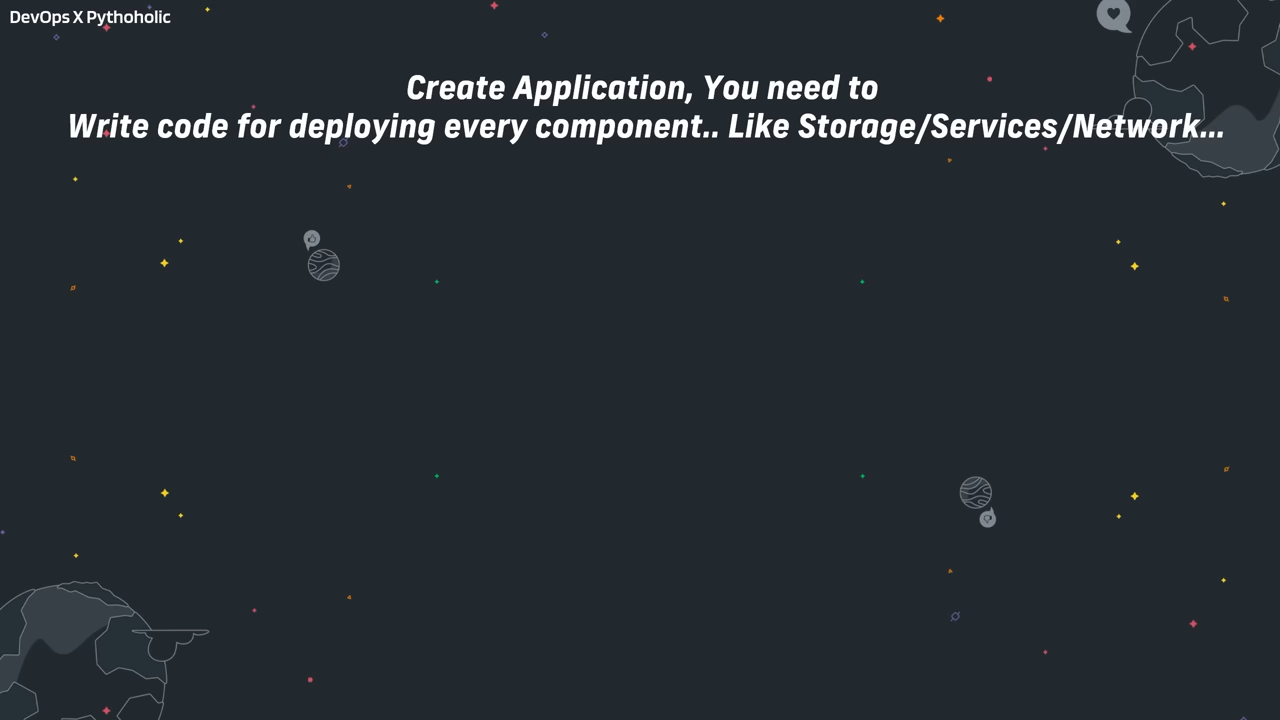 DevOps X Pythoholic
Create Application, You need to
Write code for deploying every component.. Like Storage/Services/Network...